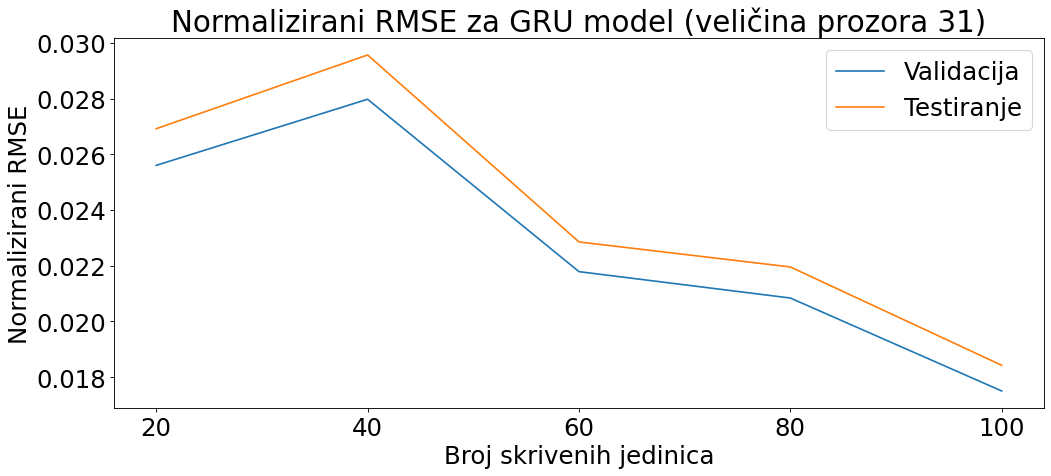 Normalizirani RMSE za GRU model (veličina prozora 31)
0.030
0.028
0.026
0.024
0.022
0.020
0.018
Normalizirani RMSE
Validacija
Testiranje
20 40 60 80 100
Broj skrivenih jedinica